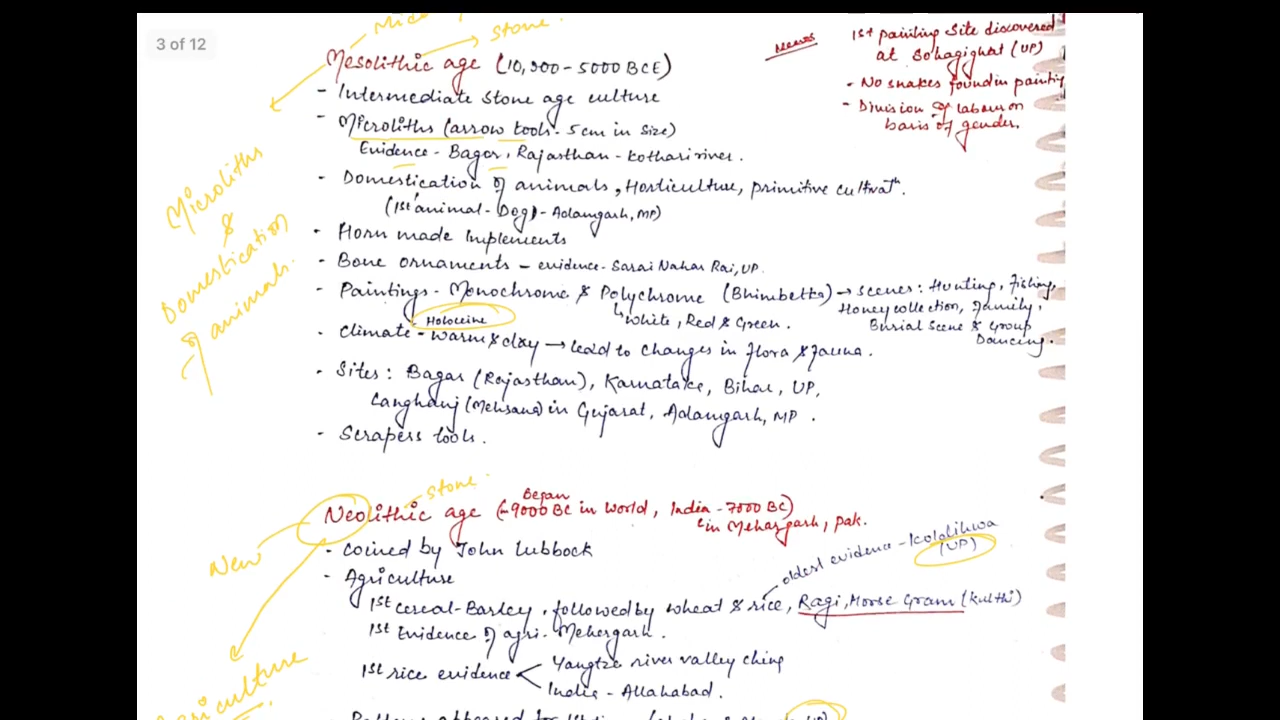 3 of 12
stone.
Mesolithic age (10,000 - 5000 BCE)
- Intermediate Stone age culture
- Microliths (arrow tools - 5cm in size)
Evidence - Bagor, Rajasthan - Kothari river.
- Domestication of animals, Horticulture, primitive cultivatn.
(1st animal - Dog) - Adamgarh, MP)
- Horn made implements
- Bone ornaments - evidence - Sarai Nahar Rai, UP.
- Paintings - Monochrome & Polychrome (Bhimbetka) → scenes: Hunting, Fishing,
Honey collection, Family,
Burial Scene & Group
Dancing.
White, Red & Green.
Holoceine
- Climate - warm & dry → lead to changes in flora & fauna.
- Sites: Bagar (Rajasthan), Karnataka, Bihar, UP,
Langhanj (Mehsana) in Gujarat, Adamgarh, MP.
- Scrapers tools.
News
1st painting site discovered
at Sohagighat (UP)
- No snakes found in painting
- Division of labour on
basis of gender.
Microliths
&
Domestication
of animals.
stone.
Began
Neolithic age (~9000 BC in World, India - 7000 BC)
in Mehargarh, Pak.
New
- coined by John Lubbock
- Agriculture
oldest evidence - Koldihwa
(UP)
1st cereal - Barley, followed by wheat & rice, Ragi, Horse Gram (kulthi)
1st Evidence of agri - Mehergarh.
1st rice evidence < Yangtze river valley China
India - Allahabad.
Agriculture